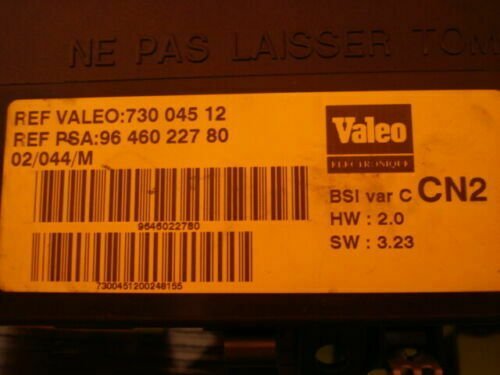 NE PAS LAISSER TOM
REF VALEO:730 045 12
REF PSA:96 460 227 80
02/044/M
9646022780
7300451200248155
Valeo
ELECTRONIQUE
BSI var C CN2
HW : 2.0
SW : 3.23